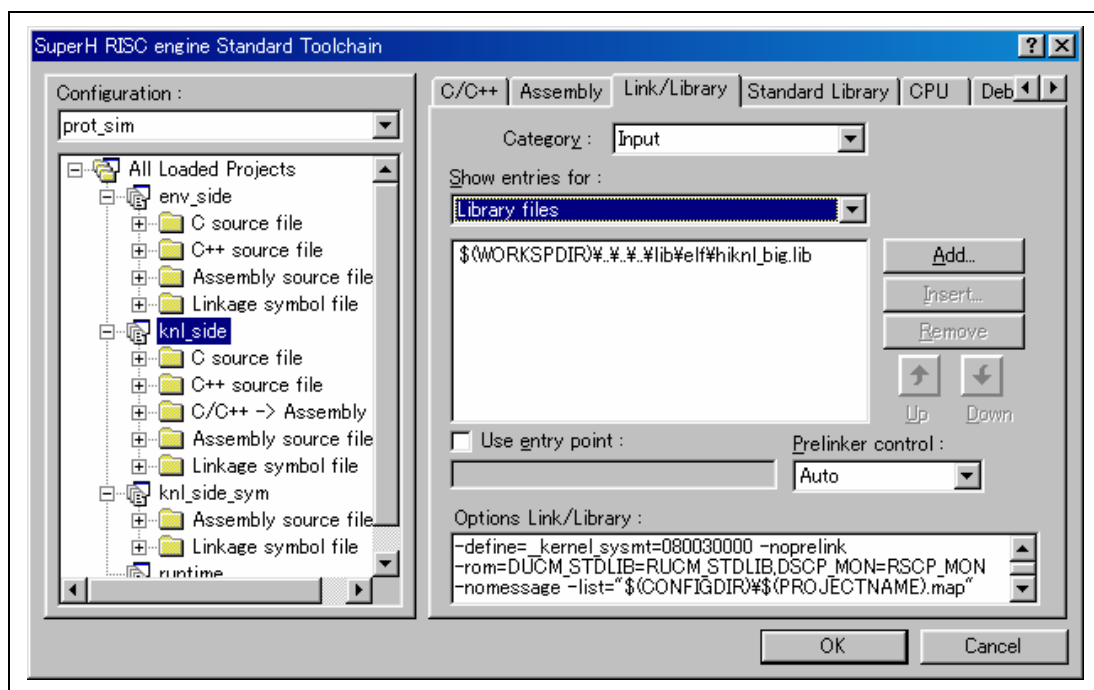 SuperH RISC engine Standard Toolchain
Configuration :
prot_sim
All Loaded Projects
env_side
C source file
C++ source file
Assembly source file
Linkage symbol file
knl_side
C source file
C++ source file
C/C++ -> Assembly
Assembly source file
Linkage symbol file
knl_side_sym
Assembly source file
Linkage symbol file
runtime
C/C++ Assembly Link/Library Standard Library CPU Deb
Category : Input
Show entries for :
Library files
$(WORKSPDIR)¥..¥..¥..¥lib¥elf¥hiknl_big.lib
Add...
Insert...
Remove
Up Down
Use entry point :
Prelinker control :
Auto
Options Link/Library :
-define=__kernel_sysmt=080030000 -noprelink
-rom=DUCM_STDLIB=RUCM_STDLIB,DSCP_MON=RSCP_MON
-nomessage -list="$(CONFIGDIR)¥$(PROJECTNAME).map"
OK Cancel